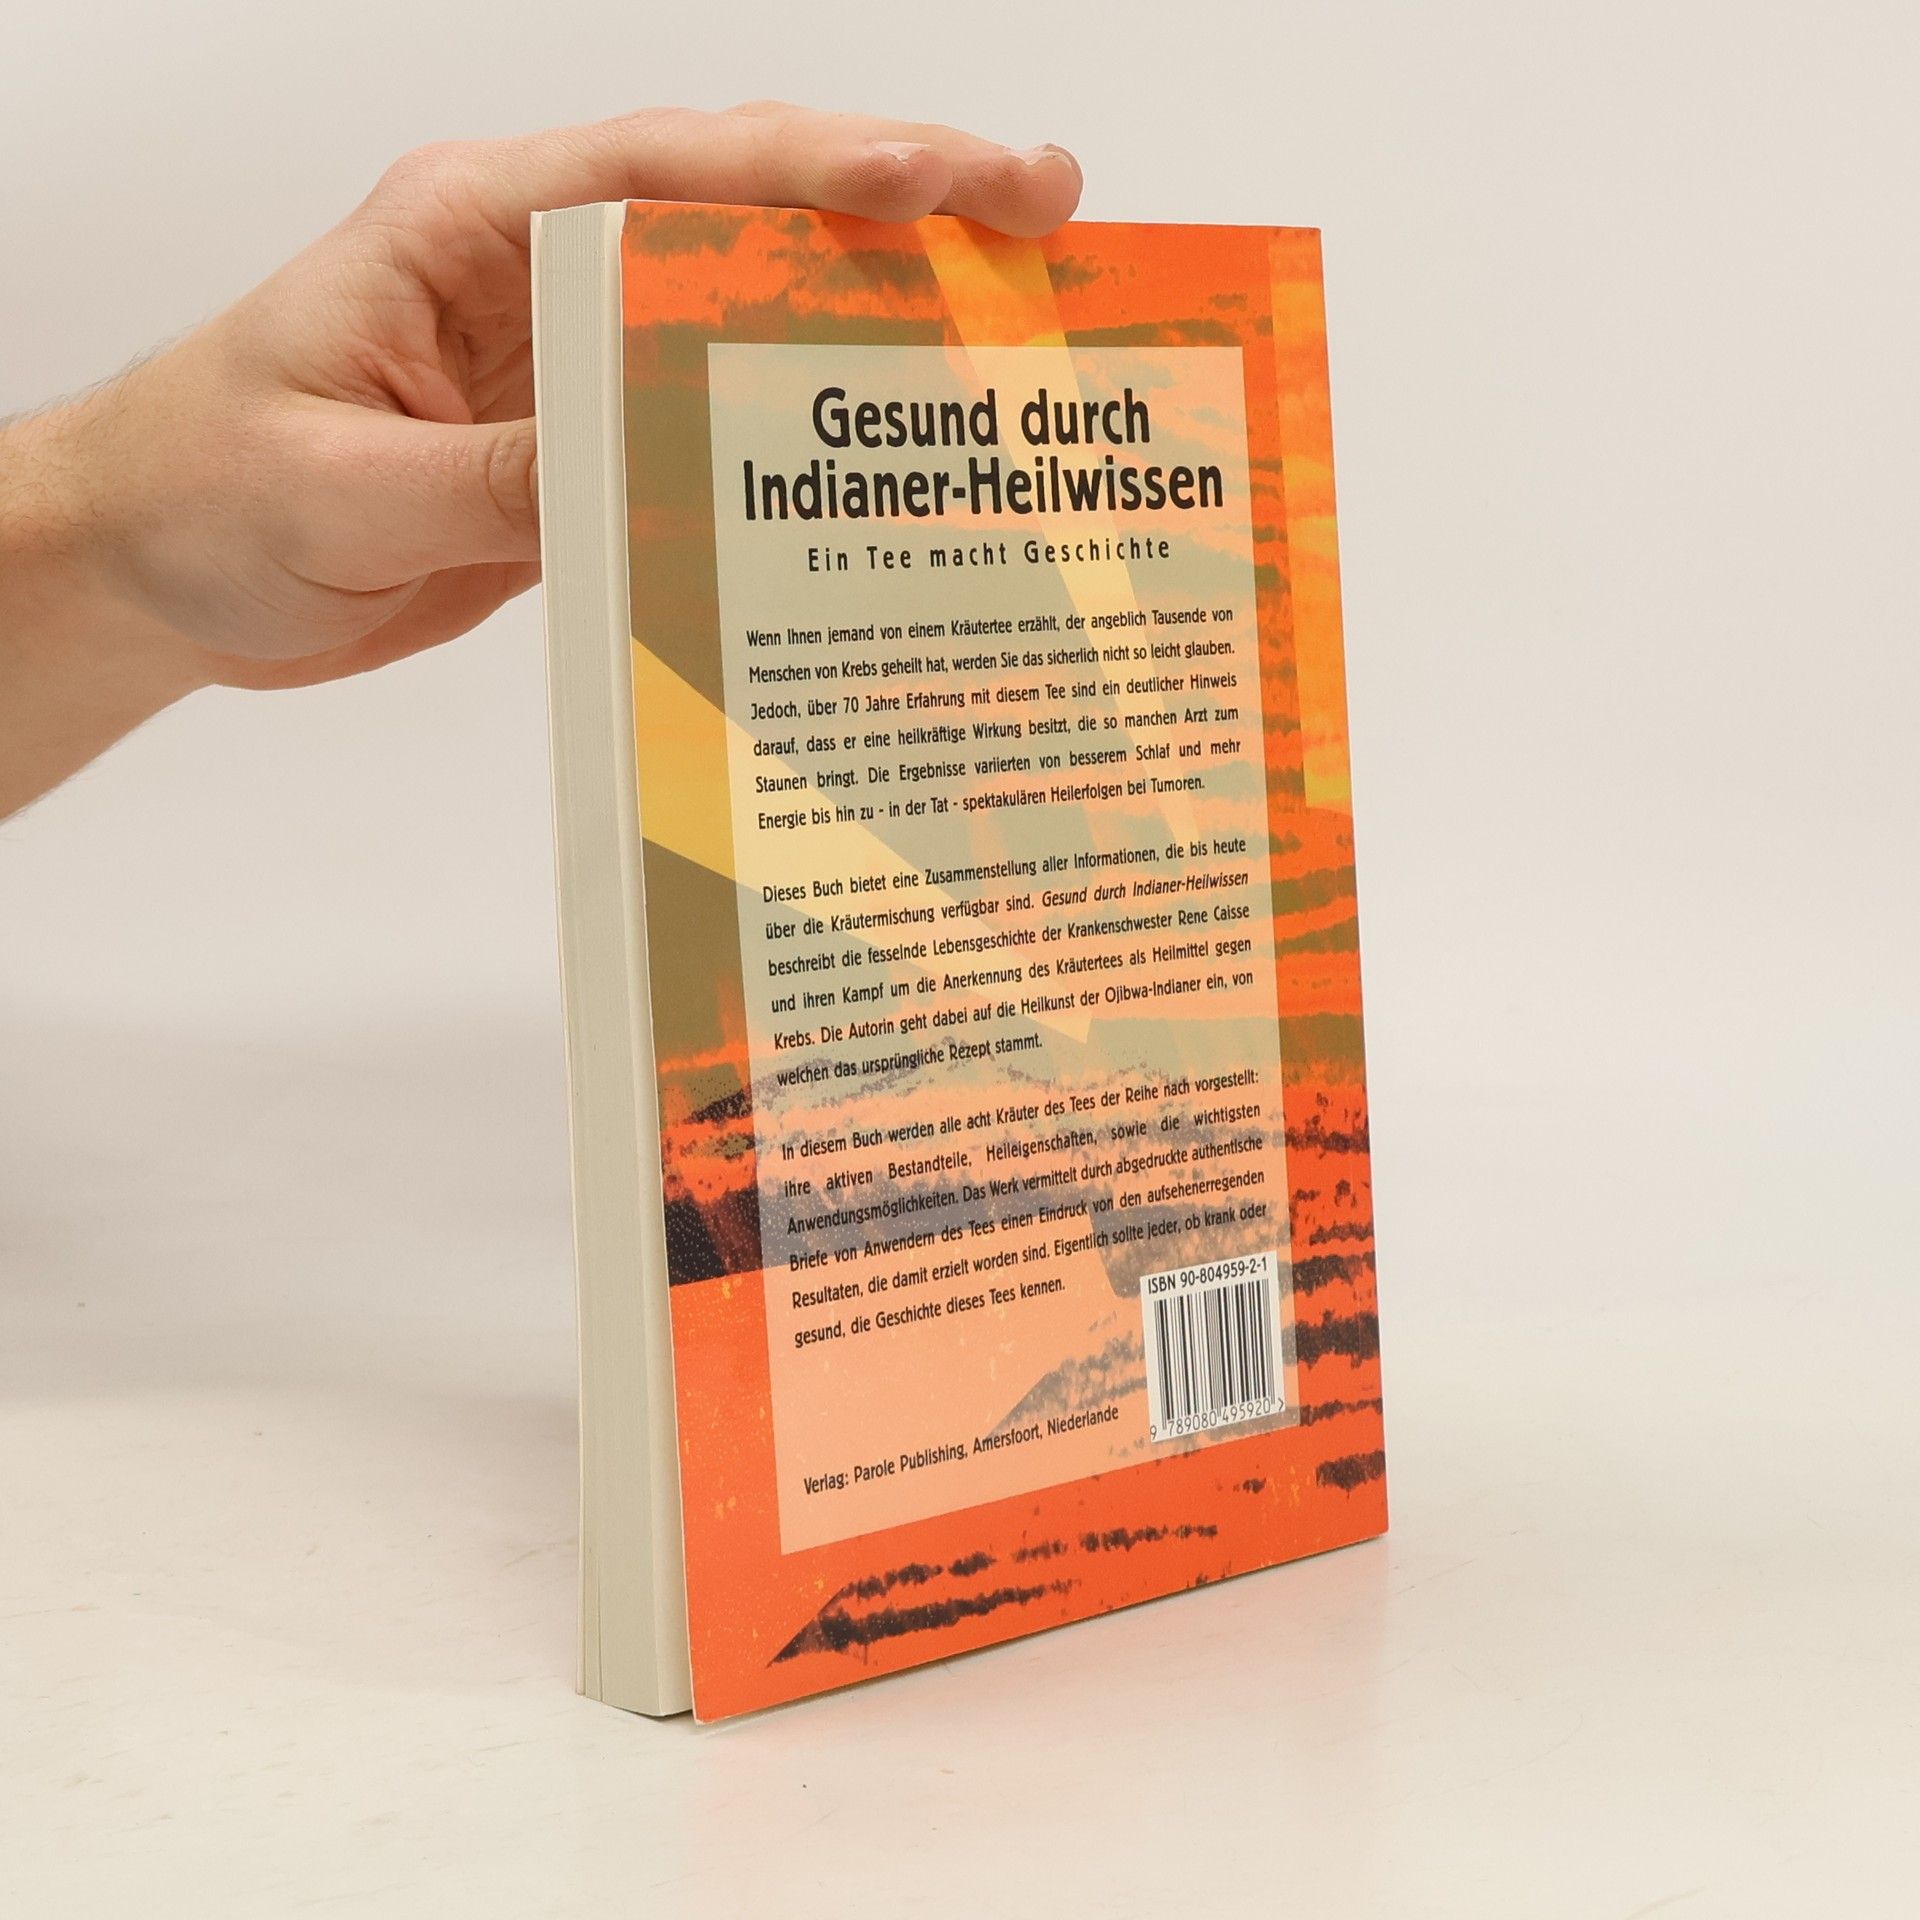 Gesund durch
Indianer-Heilwissen
Ein Tee macht Geschichte
Wenn Ihnen jemand von einem Kräutertee erzählt, der angeblich Tausende von
Menschen von Krebs geheilt hat, werden Sie das sicherlich nicht so leicht glauben.
Jedoch, über 70 Jahre Erfahrung mit diesem Tee sind ein deutlicher Hinweis
darauf, dass er eine heilkräftige Wirkung besitzt, die so manchen Arzt zum
Staunen bringt. Die Ergebnisse variierten von besserem Schlaf und mehr
Energie bis hin zu - in der Tat - spektakulären Heilerfolgen bei Tumoren.
Dieses Buch bietet eine Zusammenstellung aller Informationen, die bis heute
über die Kräutermischung verfügbar sind. Gesund durch Indianer-Heilwissen
beschreibt die fesselnde Lebensgeschichte der Krankenschwester Rene Caisse
und ihren Kampf um die Anerkennung des Kräutertees als Heilmittel gegen
Krebs. Die Autorin geht dabei auf die Heilkunst der Ojibwa-Indianer ein, von
welchen das ursprüngliche Rezept stammt.
In diesem Buch werden alle acht Kräuter des Tees der Reihe nach vorgestellt:
ihre aktiven Bestandteile, Heileigenschaften, sowie die wichtigsten
Anwendungsmöglichkeiten. Das Werk vermittelt durch abgedruckte authentische
Briefe von Anwendern des Tees einen Eindruck von den aufsehenerregenden
Resultaten, die damit erzielt worden sind. Eigentlich sollte jeder, ob krank oder
gesund, die Geschichte dieses Tees kennen.
ISBN 90-804959-2-1
9 789080 495920 >
Verlag: Parole Publishing, Amersfoort, Niederlande